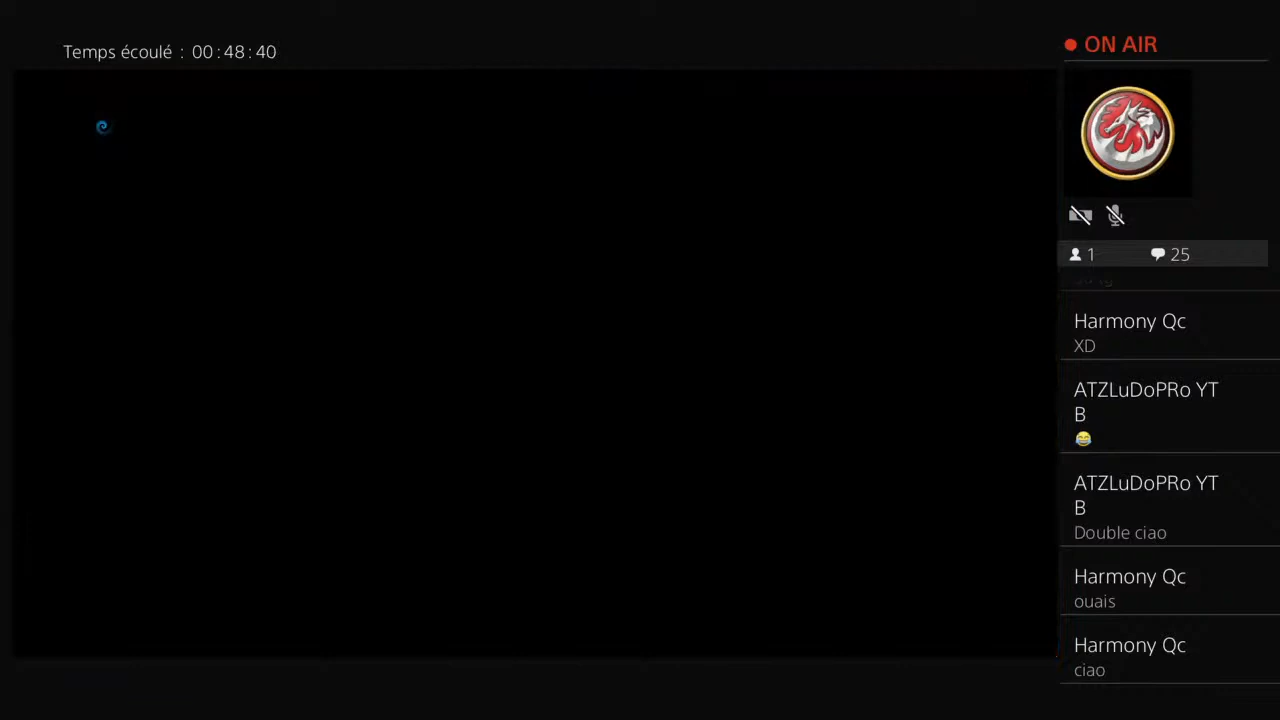 Temps écoulé : 00:48:40
ON AIR
1
25
Harmony Qc
XD
ATZLuDoPRo YT
B
😂
ATZLuDoPRo YT
B
Double ciao
Harmony Qc
ouais
Harmony Qc
ciao